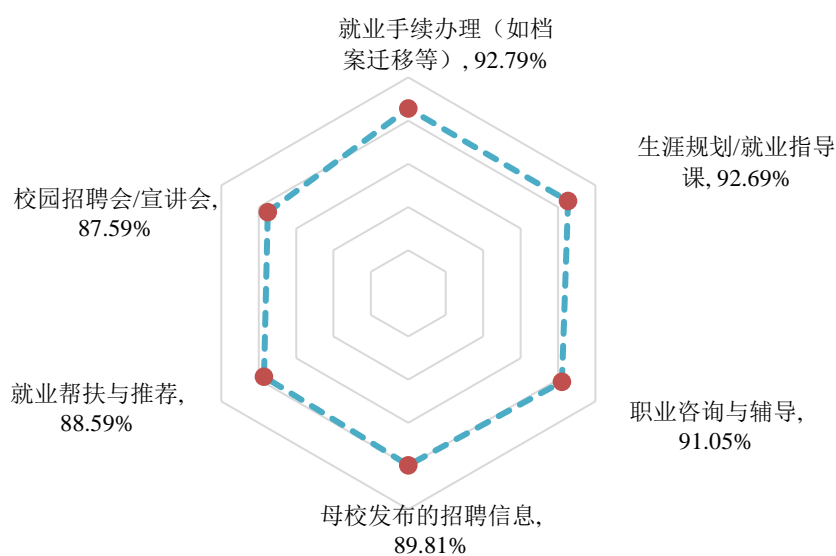 就业手续办理（如档
案迁移等）, 92.79%
生涯规划/就业指导
课, 92.69%
职业咨询与辅导,
91.05%
母校发布的招聘信息,
89.81%
就业帮扶与推荐,
88.59%
校园招聘会/宣讲会,
87.59%